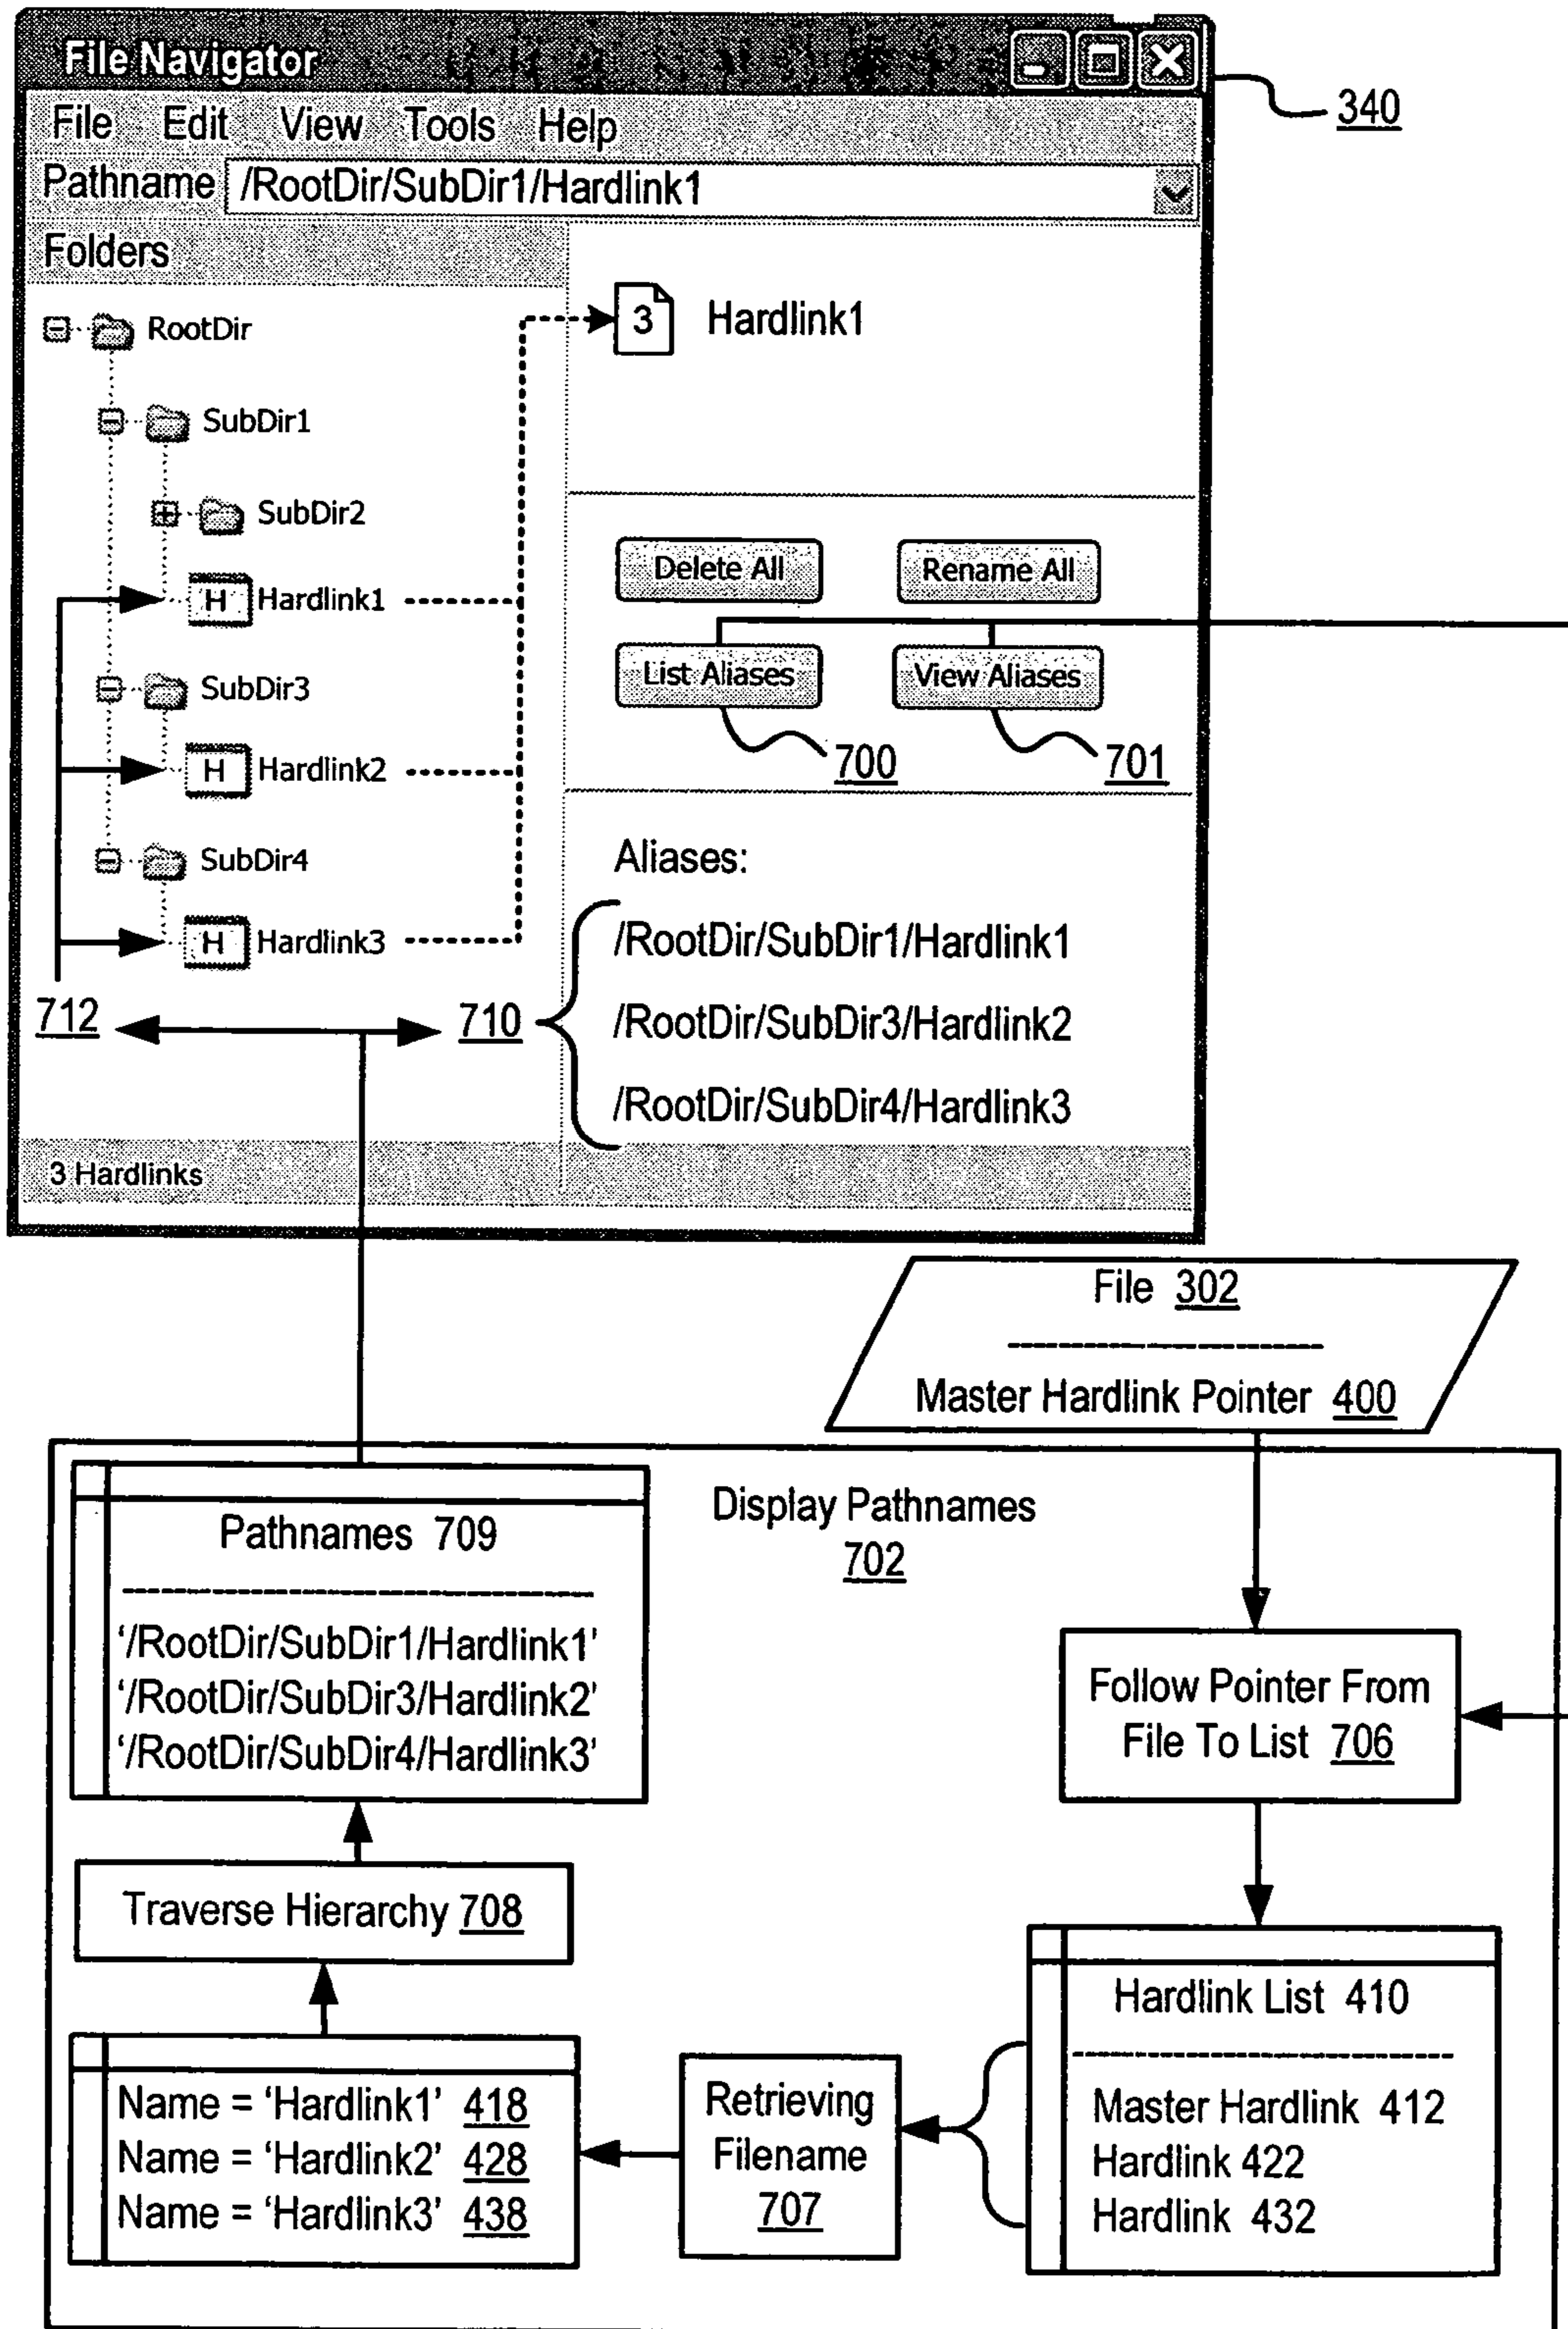 File Navigator
340
File Edit View Tools Help
Pathname /RootDir/SubDir1/Hardlink1
Folders
RootDir
SubDir1
SubDir2
H Hardlink1
SubDir3
H Hardlink2
SubDir4
H Hardlink3
712
3 Hardlink1
Delete All Rename All
List Aliases View Aliases
700 701
Aliases:
710
/RootDir/SubDir1/Hardlink1
/RootDir/SubDir3/Hardlink2
/RootDir/SubDir4/Hardlink3
3 Hardlinks
File 302
Master Hardlink Pointer 400
Display Pathnames
702
Follow Pointer From
File To List 706
Hardlink List 410
Master Hardlink 412
Hardlink 422
Hardlink 432
Retrieving
Filename
707
Name = ‘Hardlink1’ 418
Name = ‘Hardlink2’ 428
Name = ‘Hardlink3’ 438
Traverse Hierarchy 708
Pathnames 709
‘/RootDir/SubDir1/Hardlink1’
‘/RootDir/SubDir3/Hardlink2’
‘/RootDir/SubDir4/Hardlink3’